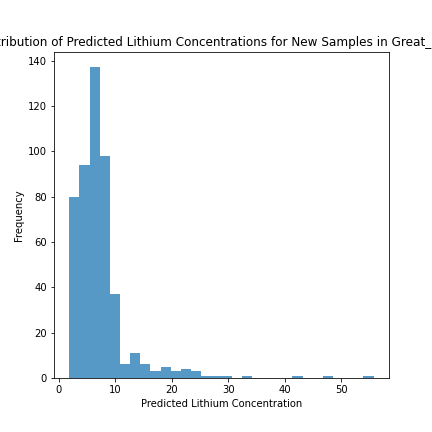 ribution of Predicted Lithium Concentrations for New Samples in Great_
140
120
100
80
60
40
20
0
Frequency
0 10 20 30 40 50
Predicted Lithium Concentration